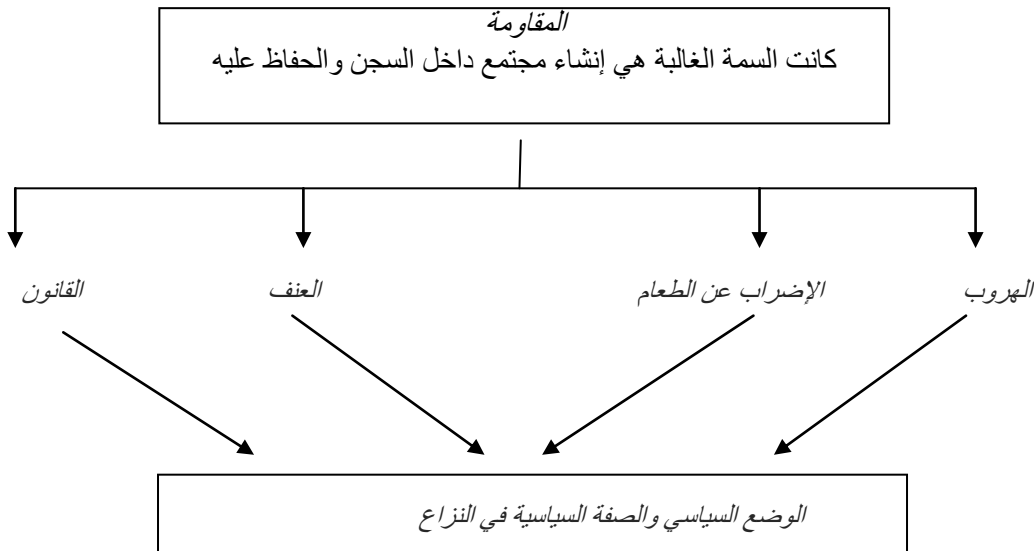 المقاومة
كانت السمة الغالبة هي إنشاء مجتمع داخل السجن والحفاظ عليه
الهروب
الإضراب عن الطعام
العنف
القانون
الوضع السياسي والصفة السياسية في النزاع